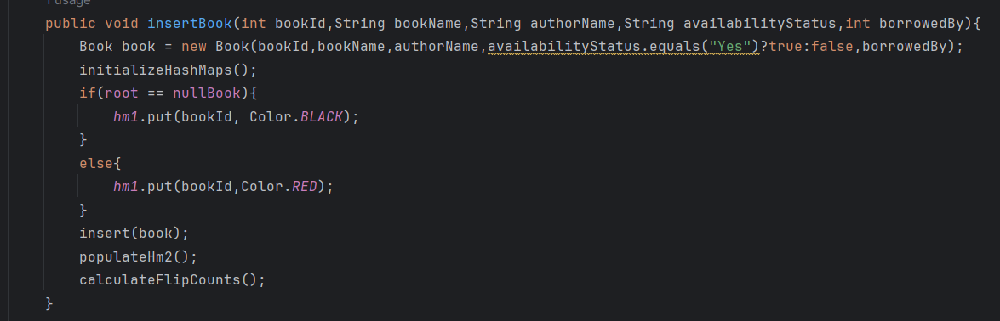 1 usage
public void insertBook(int bookId,String bookName,String authorName,String availabilityStatus,int borrowedBy){
Book book = new Book(bookId,bookName,authorName,availabilityStatus.equals("Yes")?true:false,borrowedBy);
initializeHashMaps();
if(root == nullBook){
hm1.put(bookId, Color.BLACK);
}
else{
hm1.put(bookId,Color.RED);
}
insert(book);
populateHm2();
calculateFlipCounts();
}